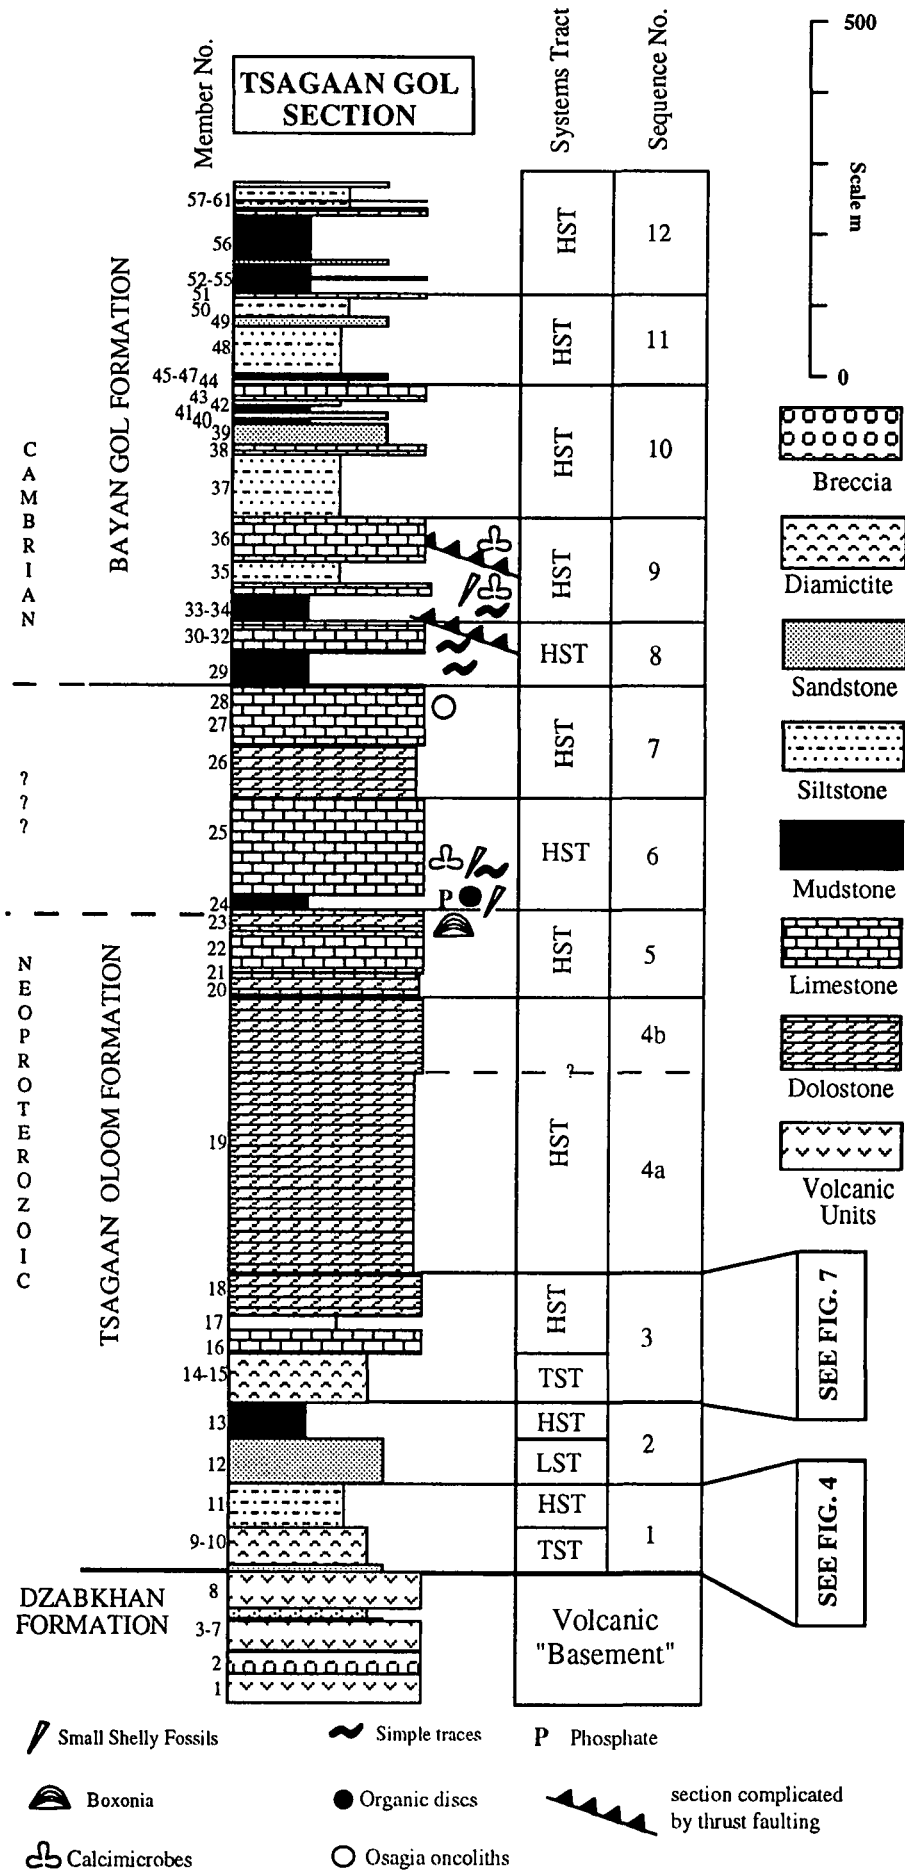 Member No.
TSAGAAN GOL
SECTION
Systems Tract
Sequence No.
500
Scale m
0
57-61
56
52-55
51
50
49
48
45-47
44
43
42
41
40
39
38
37
36
35
33-34
30-32
29
28
27
26
25
24
23
22
21
20
19
18
17
16
14-15
13
12
11
9-10
8
3-7
2
1
CAMBRIAN
BAYAN GOL FORMATION
?
?
?
NEOPROTEROZOIC
TSAGAAN OLOOM FORMATION
DZABKHAN
FORMATION
P
HST
12
HST
11
HST
10
HST
9
HST
8
HST
7
HST
6
HST
5
4b
?
HST
4a
HST
3
TST
HST
2
LST
HST
1
TST
Volcanic
"Basement"
Breccia
Diamictite
Sandstone
Siltstone
Mudstone
Limestone
Dolostone
Volcanic
Units
SEE FIG. 7
SEE FIG. 4
Small Shelly Fossils
Simple traces
P Phosphate
Boxonia
Organic discs
section complicated
by thrust faulting
Calcimicrobes
Osagia oncoliths